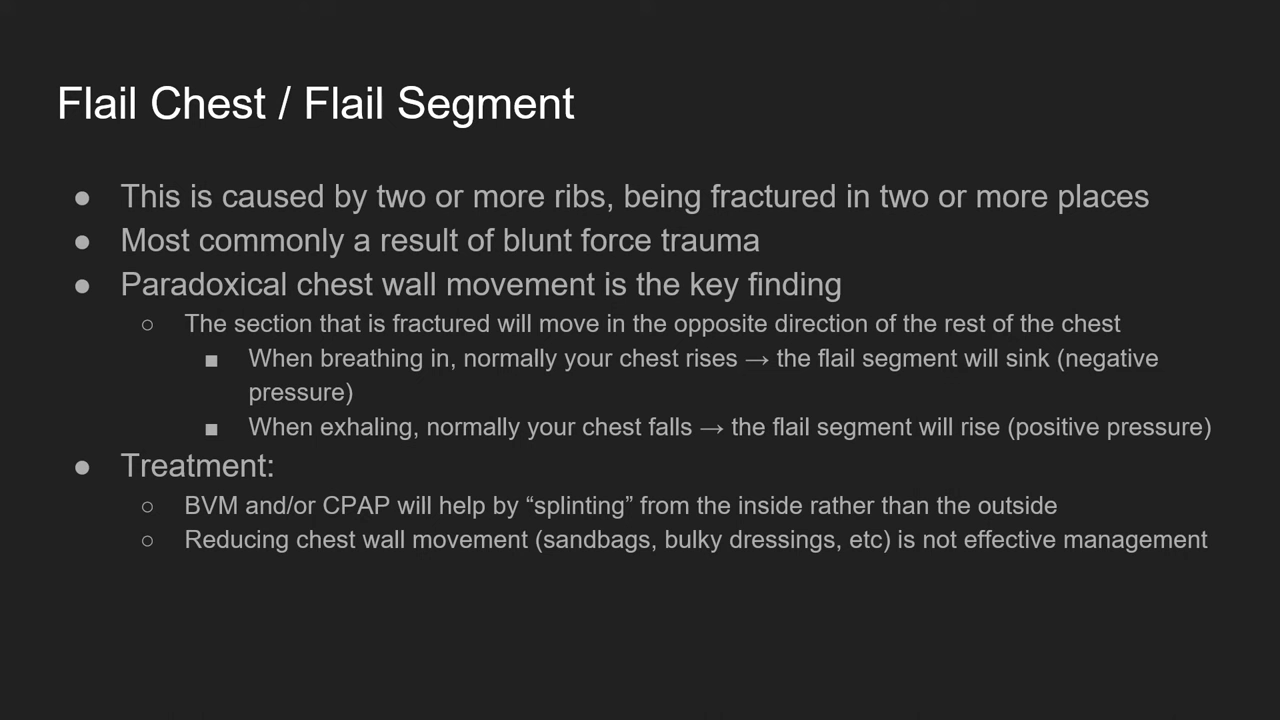 Flail Chest / Flail Segment
● This is caused by two or more ribs, being fractured in two or more places
● Most commonly a result of blunt force trauma
● Paradoxical chest wall movement is the key finding
○ The section that is fractured will move in the opposite direction of the rest of the chest
■ When breathing in, normally your chest rises → the flail segment will sink (negative
pressure)
■ When exhaling, normally your chest falls → the flail segment will rise (positive pressure)
● Treatment:
○ BVM and/or CPAP will help by “splinting” from the inside rather than the outside
○ Reducing chest wall movement (sandbags, bulky dressings, etc) is not effective management